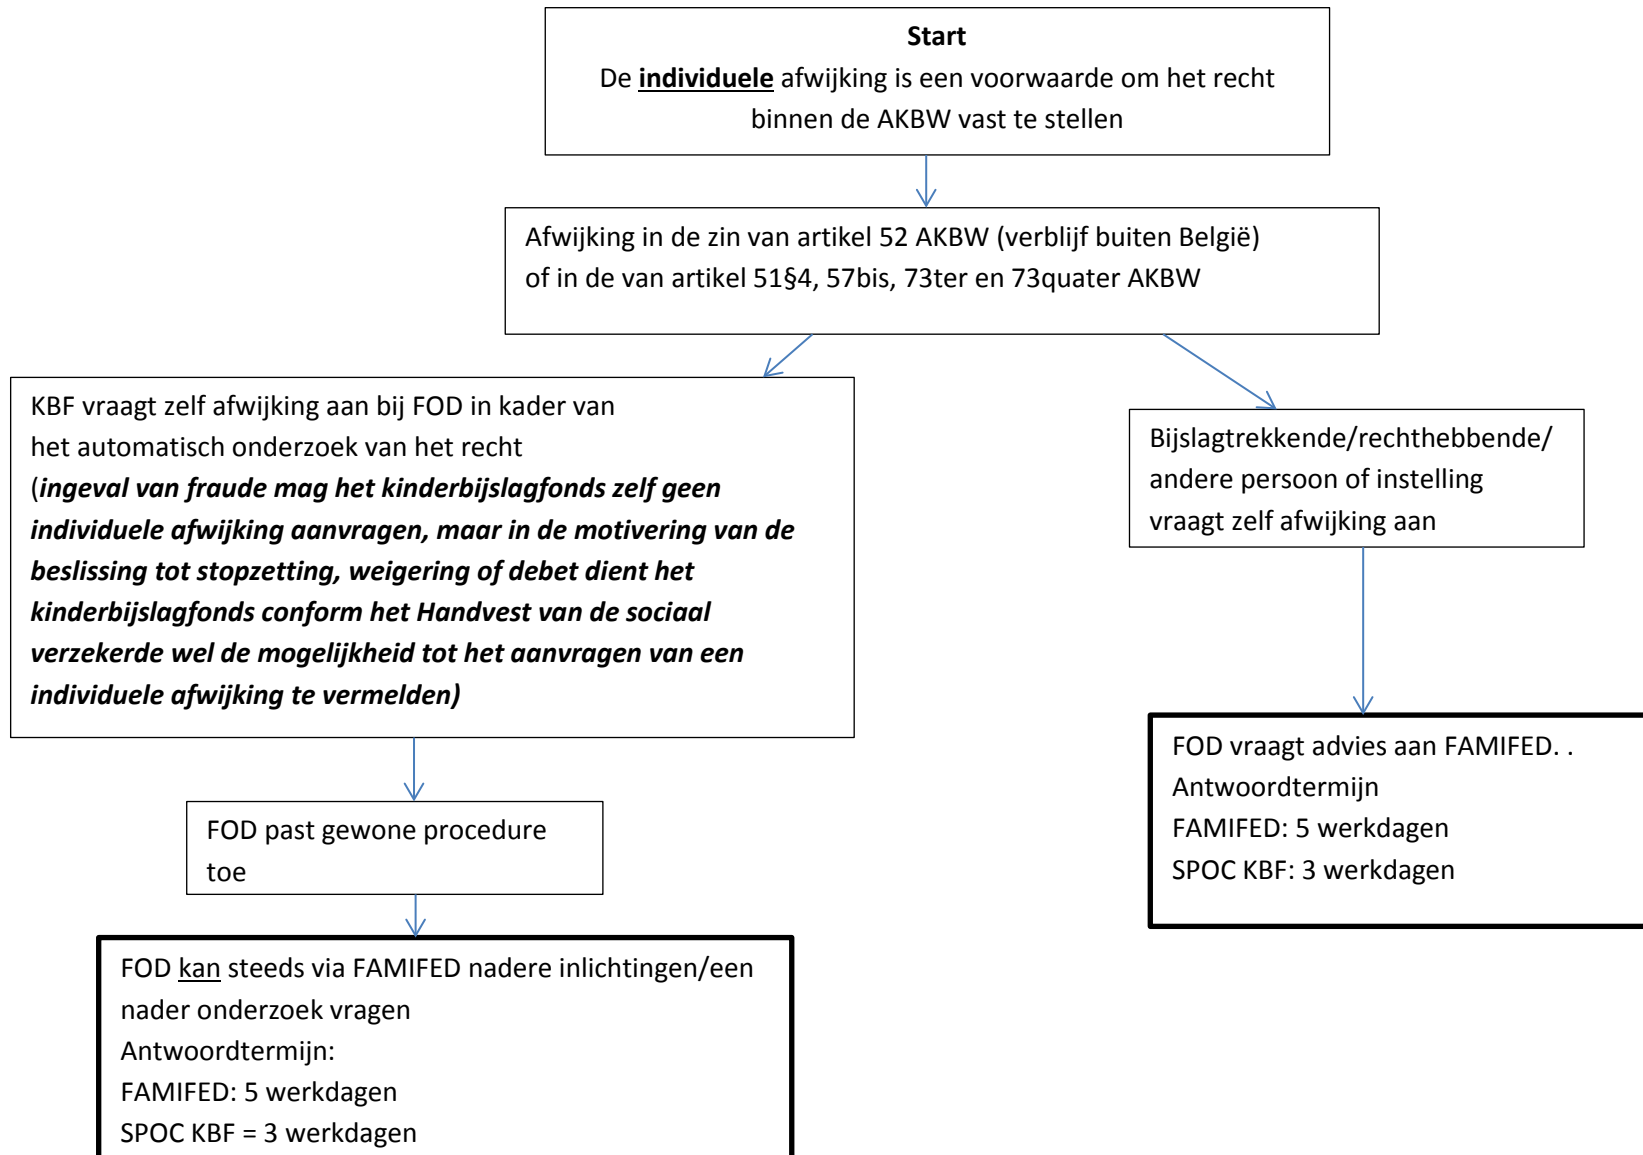 Start
De individuele afwijking is een voorwaarde om het recht
binnen de AKBW vast te stellen
Afwijking in de zin van artikel 52 AKBW (verblijf buiten België)
of in de van artikel 51§4, 57bis, 73ter en 73quater AKBW
KBF vraagt zelf afwijking aan bij FOD in kader van
het automatisch onderzoek van het recht
(ingeval van fraude mag het kinderbijslagfonds zelf geen
individuele afwijking aanvragen, maar in de motivering van de
beslissing tot stopzetting, weigering of debet dient het
kinderbijslagfonds conform het Handvest van de sociaal
verzekerde wel de mogelijkheid tot het aanvragen van een
individuele afwijking te vermelden)
Bijslagtrekkende/rechthebbende/
andere persoon of instelling
vraagt zelf afwijking aan
FOD past gewone procedure
toe
FOD vraagt advies aan FAMIFED. .
Antwoordtermijn
FAMIFED: 5 werkdagen
SPOC KBF: 3 werkdagen
FOD kan steeds via FAMIFED nadere inlichtingen/een
nader onderzoek vragen
Antwoordtermijn:
FAMIFED: 5 werkdagen
SPOC KBF = 3 werkdagen